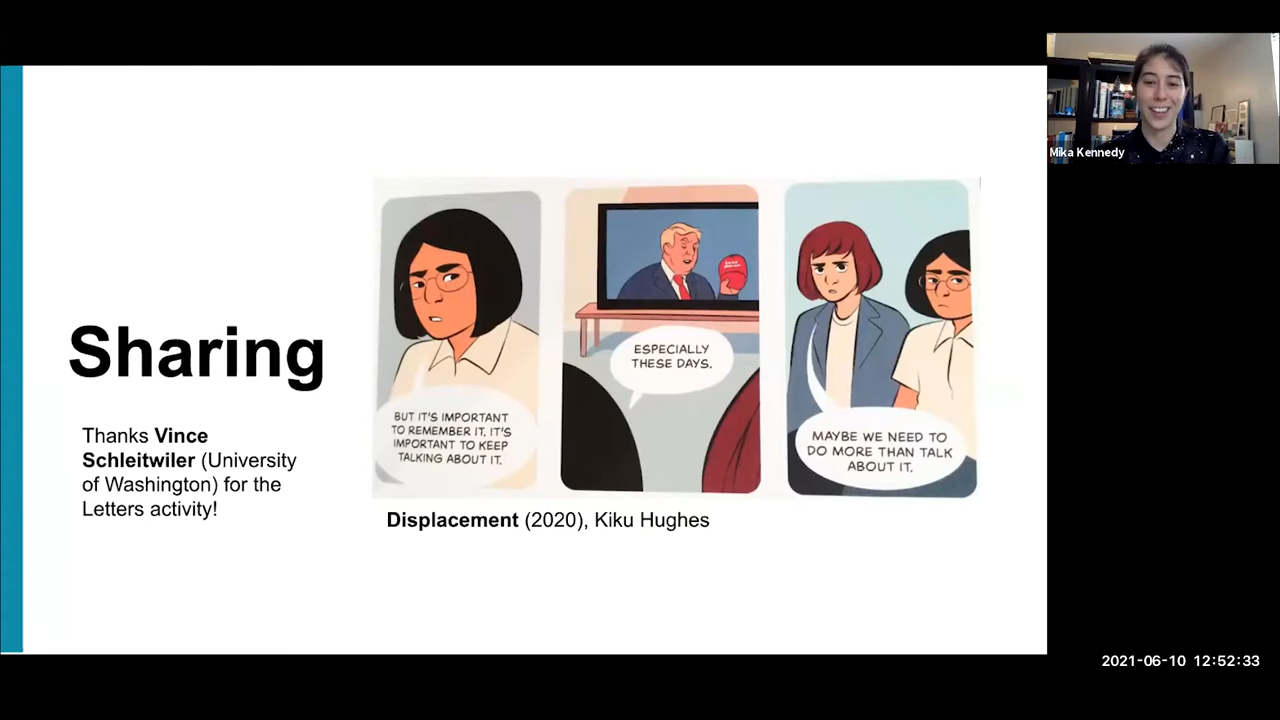 Mika Kennedy
Sharing
Thanks Vince
Schleitwiler (University
of Washington) for the
Letters activity!
BUT IT'S IMPORTANT
TO REMEMBER IT. IT'S
IMPORTANT TO KEEP
TALKING ABOUT IT.
ESPECIALLY
THESE DAYS.
MAYBE WE NEED TO
DO MORE THAN TALK
ABOUT IT.
Displacement (2020), Kiku Hughes
2021-06-10 12:52:33